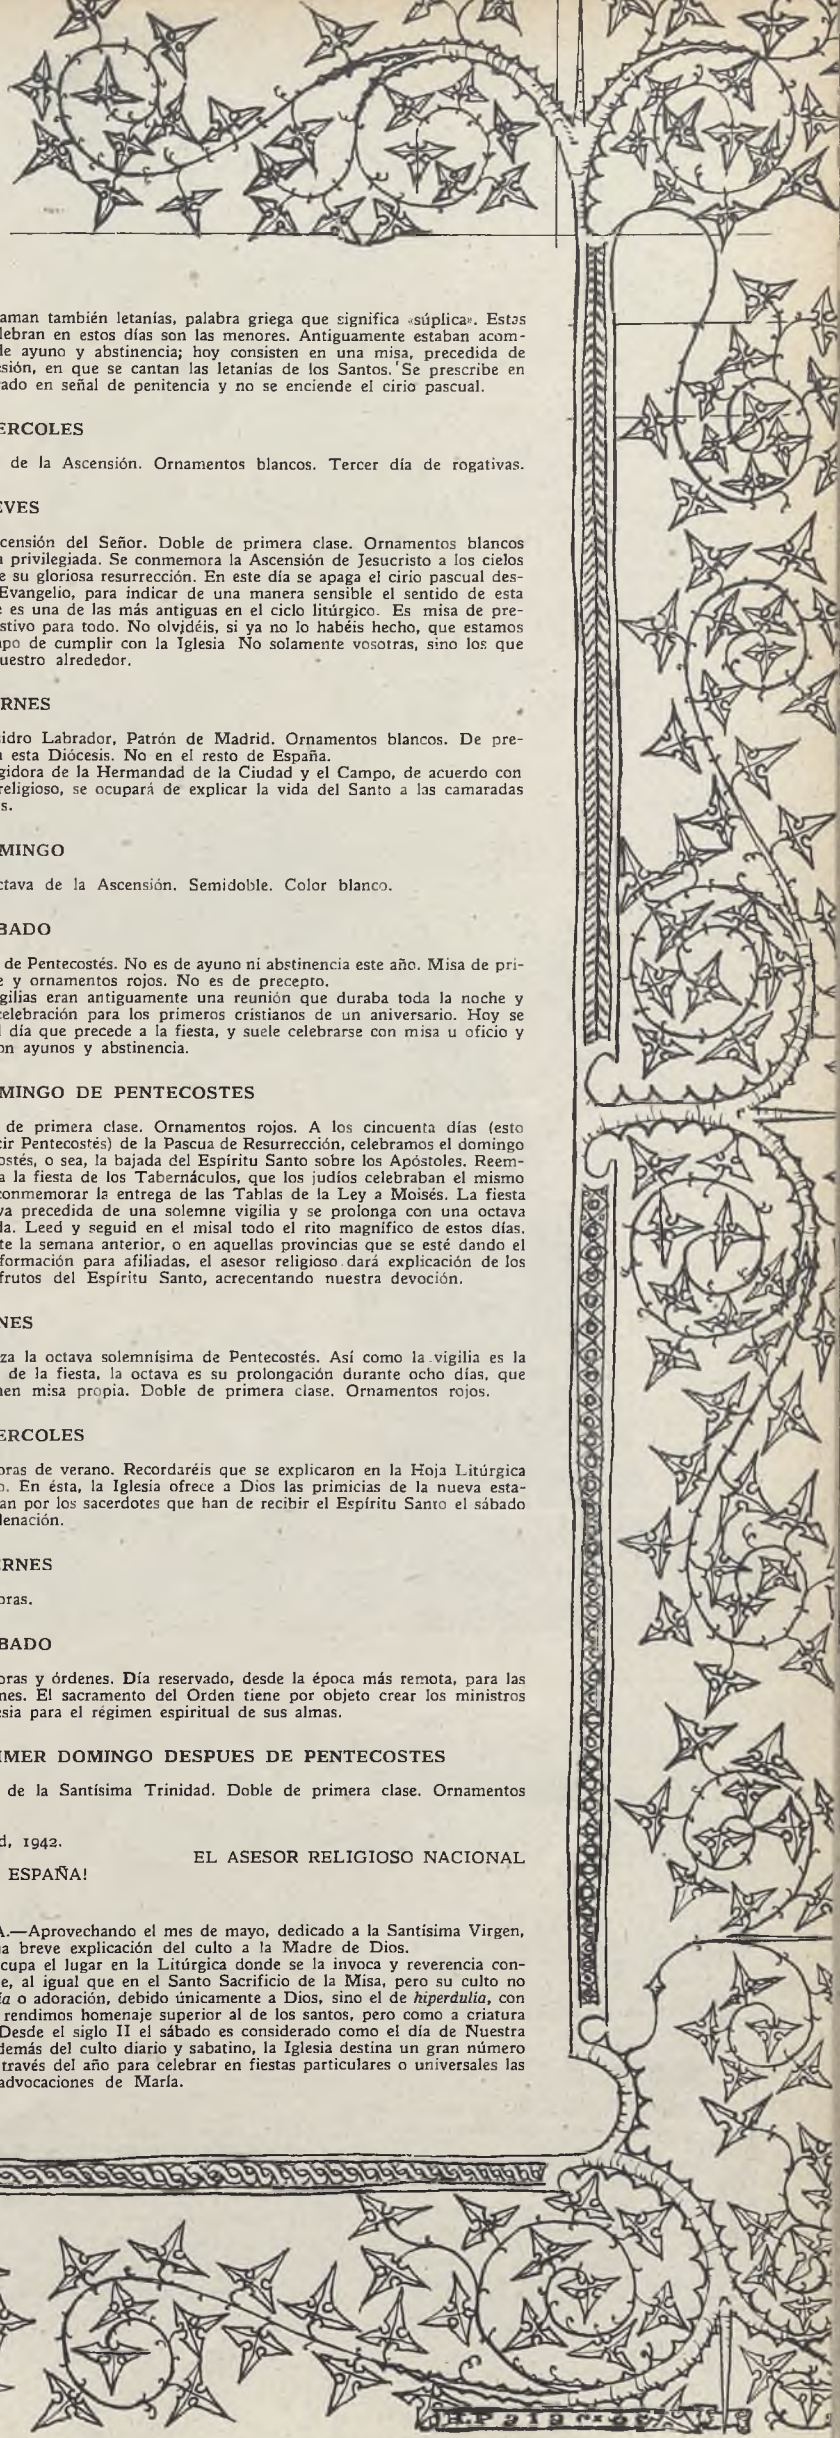 aman también letanías, palabra griega que significa «súplica». Estas
lebran en estos días son las menores. Antiguamente estaban acom-
le ayuno y abstinencia; hoy consisten en una misa, precedida de
sión, en que se cantan las letanías de los Santos. Se prescribe en
ado en señal de penitencia y no se enciende el cirio pascual.
ERCOLES
de la Ascensión. Ornamentos blancos. Tercer día de rogativas.
EVES
censión del Señor. Doble de primera clase. Ornamentos blancos
a privilegiada. Se conmemora la Ascensión de Jesucristo a los cielos
e su gloriosa resurrección. En este día se apaga el cirio pascual des-
Evangelio, para indicar de una manera sensible el sentido de esta
e es una de las más antiguas en el ciclo litúrgico. Es misa de pre-
stivo para todo. No olvidéis, si ya no lo habéis hecho, que estamos
npo de cumplir con la Iglesia No solamente vosotras, sino los que
uestro alrededor.
RNES
sidro Labrador, Patrón de Madrid. Ornamentos blancos. De pre-
n esta Diócesis. No en el resto de España.
gidora de la Hermandad de la Ciudad y el Campo, de acuerdo con
religioso, se ocupará de explicar la vida del Santo a las camaradas
s.
MINGO
ctava de la Ascensión. Semidoble. Color blanco.
BADO
de Pentecostés. No es de ayuno ni abstinencia este año. Misa de pri-
e y ornamentos rojos. No es de precepto.
gilias eran antiguamente una reunión que duraba toda la noche y
celebración para los primeros cristianos de un aniversario. Hoy se
l día que precede a la fiesta, y suele celebrarse con misa u oficio y
on ayunos y abstinencia.
MINGO DE PENTECOSTES
de primera clase. Ornamentos rojos. A los cincuenta días (esto
cir Pentecostés) de la Pascua de Resurrección, celebramos el domingo
ostés, o sea, la bajada del Espíritu Santo sobre los Apóstoles. Reem-
a la fiesta de los Tabernáculos, que los judíos celebraban el mismo
conmemorar la entrega de las Tablas de la Ley a Moisés. La fiesta
va precedida de una solemne vigilia y se prolonga con una octava
da. Leed y seguid en el misal todo el rito magnífico de estos días.
te la semana anterior, o en aquellas provincias que se esté dando el
formación para afiliadas, el asesor religioso dará explicación de los
frutos del Espíritu Santo, acrecentando nuestra devoción.
NES
za la octava solemnísima de Pentecostés. Así como la vigilia es la
de la fiesta, la octava es su prolongación durante ocho días, que
nen misa propia. Doble de primera clase. Ornamentos rojos.
ERCOLES
oras de verano. Recordaréis que se explicaron en la Hoja Litúrgica
o. En ésta, la Iglesia ofrece a Dios las primicias de la nueva esta-
an por los sacerdotes que han de recibir el Espíritu Santo el sábado
denación.
ERNES
oras.
BADO
oras y órdenes. Día reservado, desde la época más remota, para las
nes. El sacramento del Orden tiene por objeto crear los ministros
esia para el régimen espiritual de sus almas.
IMER DOMINGO DESPUES DE PENTECOSTES
de la Santísima Trinidad. Doble de primera clase. Ornamentos
d, 1942.
EL ASESOR RELIGIOSO NACIONAL
ESPAÑA!
A.—Aprovechando el mes de mayo, dedicado a la Santísima Virgen,
na breve explicación del culto a la Madre de Dios.
cupa el lugar en la Litúrgica donde se la invoca y reverencia con-
e, al igual que en el Santo Sacrificio de la Misa, pero su culto no
ía o adoración, debido únicamente a Dios, sino el de hiperdulía, con
rendimos homenaje superior al de los santos, pero como a criatura
Desde el siglo II el sábado es considerado como el día de Nuestra
demás del culto diario y sabatino, la Iglesia destina un gran número
través del año para celebrar en fiestas particulares o universales las
advocaciones de María.